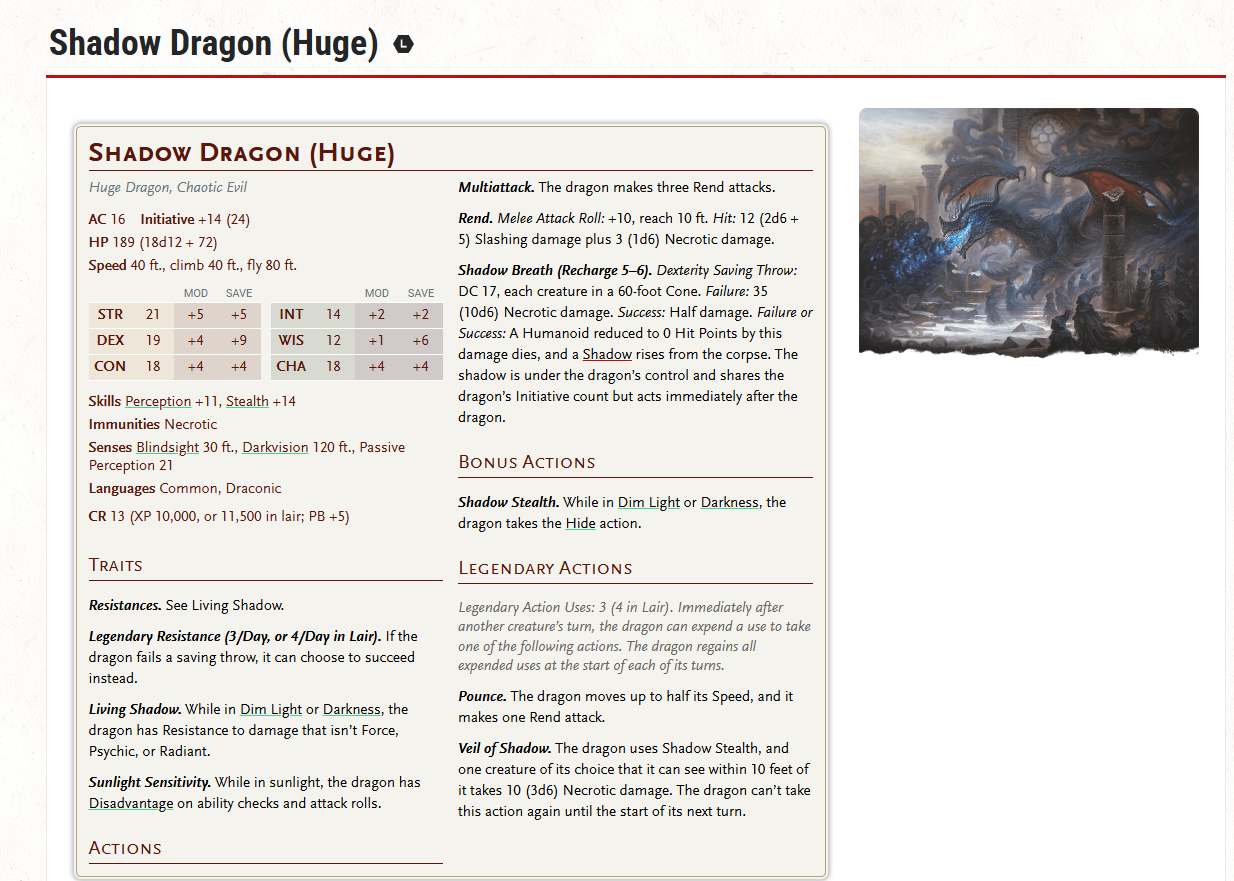 Shadow Dragon (Huge) L
Shadow Dragon (Huge)
Huge Dragon, Chaotic Evil
AC 16 Initiative +14 (24)
HP 189 (18d12 + 72)
Speed 40 ft., climb 40 ft., fly 80 ft.
MOD SAVE MOD SAVE
STR 21 +5 +5 INT 14 +2 +2
DEX 19 +4 +9 WIS 12 +1 +6
CON 18 +4 +4 CHA 18 +4 +4
Skills Perception +11, Stealth +14
Immunities Necrotic
Senses Blindsight 30 ft., Darkvision 120 ft., Passive
Perception 21
Languages Common, Draconic
CR 13 (XP 10,000, or 11,500 in lair; PB +5)
Traits
Resistances. See Living Shadow.
Legendary Resistance (3/Day, or 4/Day in Lair). If the
dragon fails a saving throw, it can choose to succeed
instead.
Living Shadow. While in Dim Light or Darkness, the
dragon has Resistance to damage that isn't Force,
Psychic, or Radiant.
Sunlight Sensitivity. While in sunlight, the dragon has
Disadvantage on ability checks and attack rolls.
Actions
Multiattack. The dragon makes three Rend attacks.
Rend. Melee Attack Roll: +10, reach 10 ft. Hit: 12 (2d6 +
5) Slashing damage plus 3 (1d6) Necrotic damage.
Shadow Breath (Recharge 5–6). Dexterity Saving Throw:
DC 17, each creature in a 60-foot Cone. Failure: 35
(10d6) Necrotic damage. Success: Half damage. Failure or
Success: A Humanoid reduced to 0 Hit Points by this
damage dies, and a Shadow rises from the corpse. The
shadow is under the dragon's control and shares the
dragon's Initiative count but acts immediately after the
dragon.
Bonus Actions
Shadow Stealth. While in Dim Light or Darkness, the
dragon takes the Hide action.
Legendary Actions
Legendary Action Uses: 3 (4 in Lair). Immediately after
another creature's turn, the dragon can expend a use to take
one of the following actions. The dragon regains all
expended uses at the start of each of its turns.
Pounce. The dragon moves up to half its Speed, and it
makes one Rend attack.
Veil of Shadow. The dragon uses Shadow Stealth, and
one creature of its choice that it can see within 10 feet of
it takes 10 (3d6) Necrotic damage. The dragon can't take
this action again until the start of its next turn.